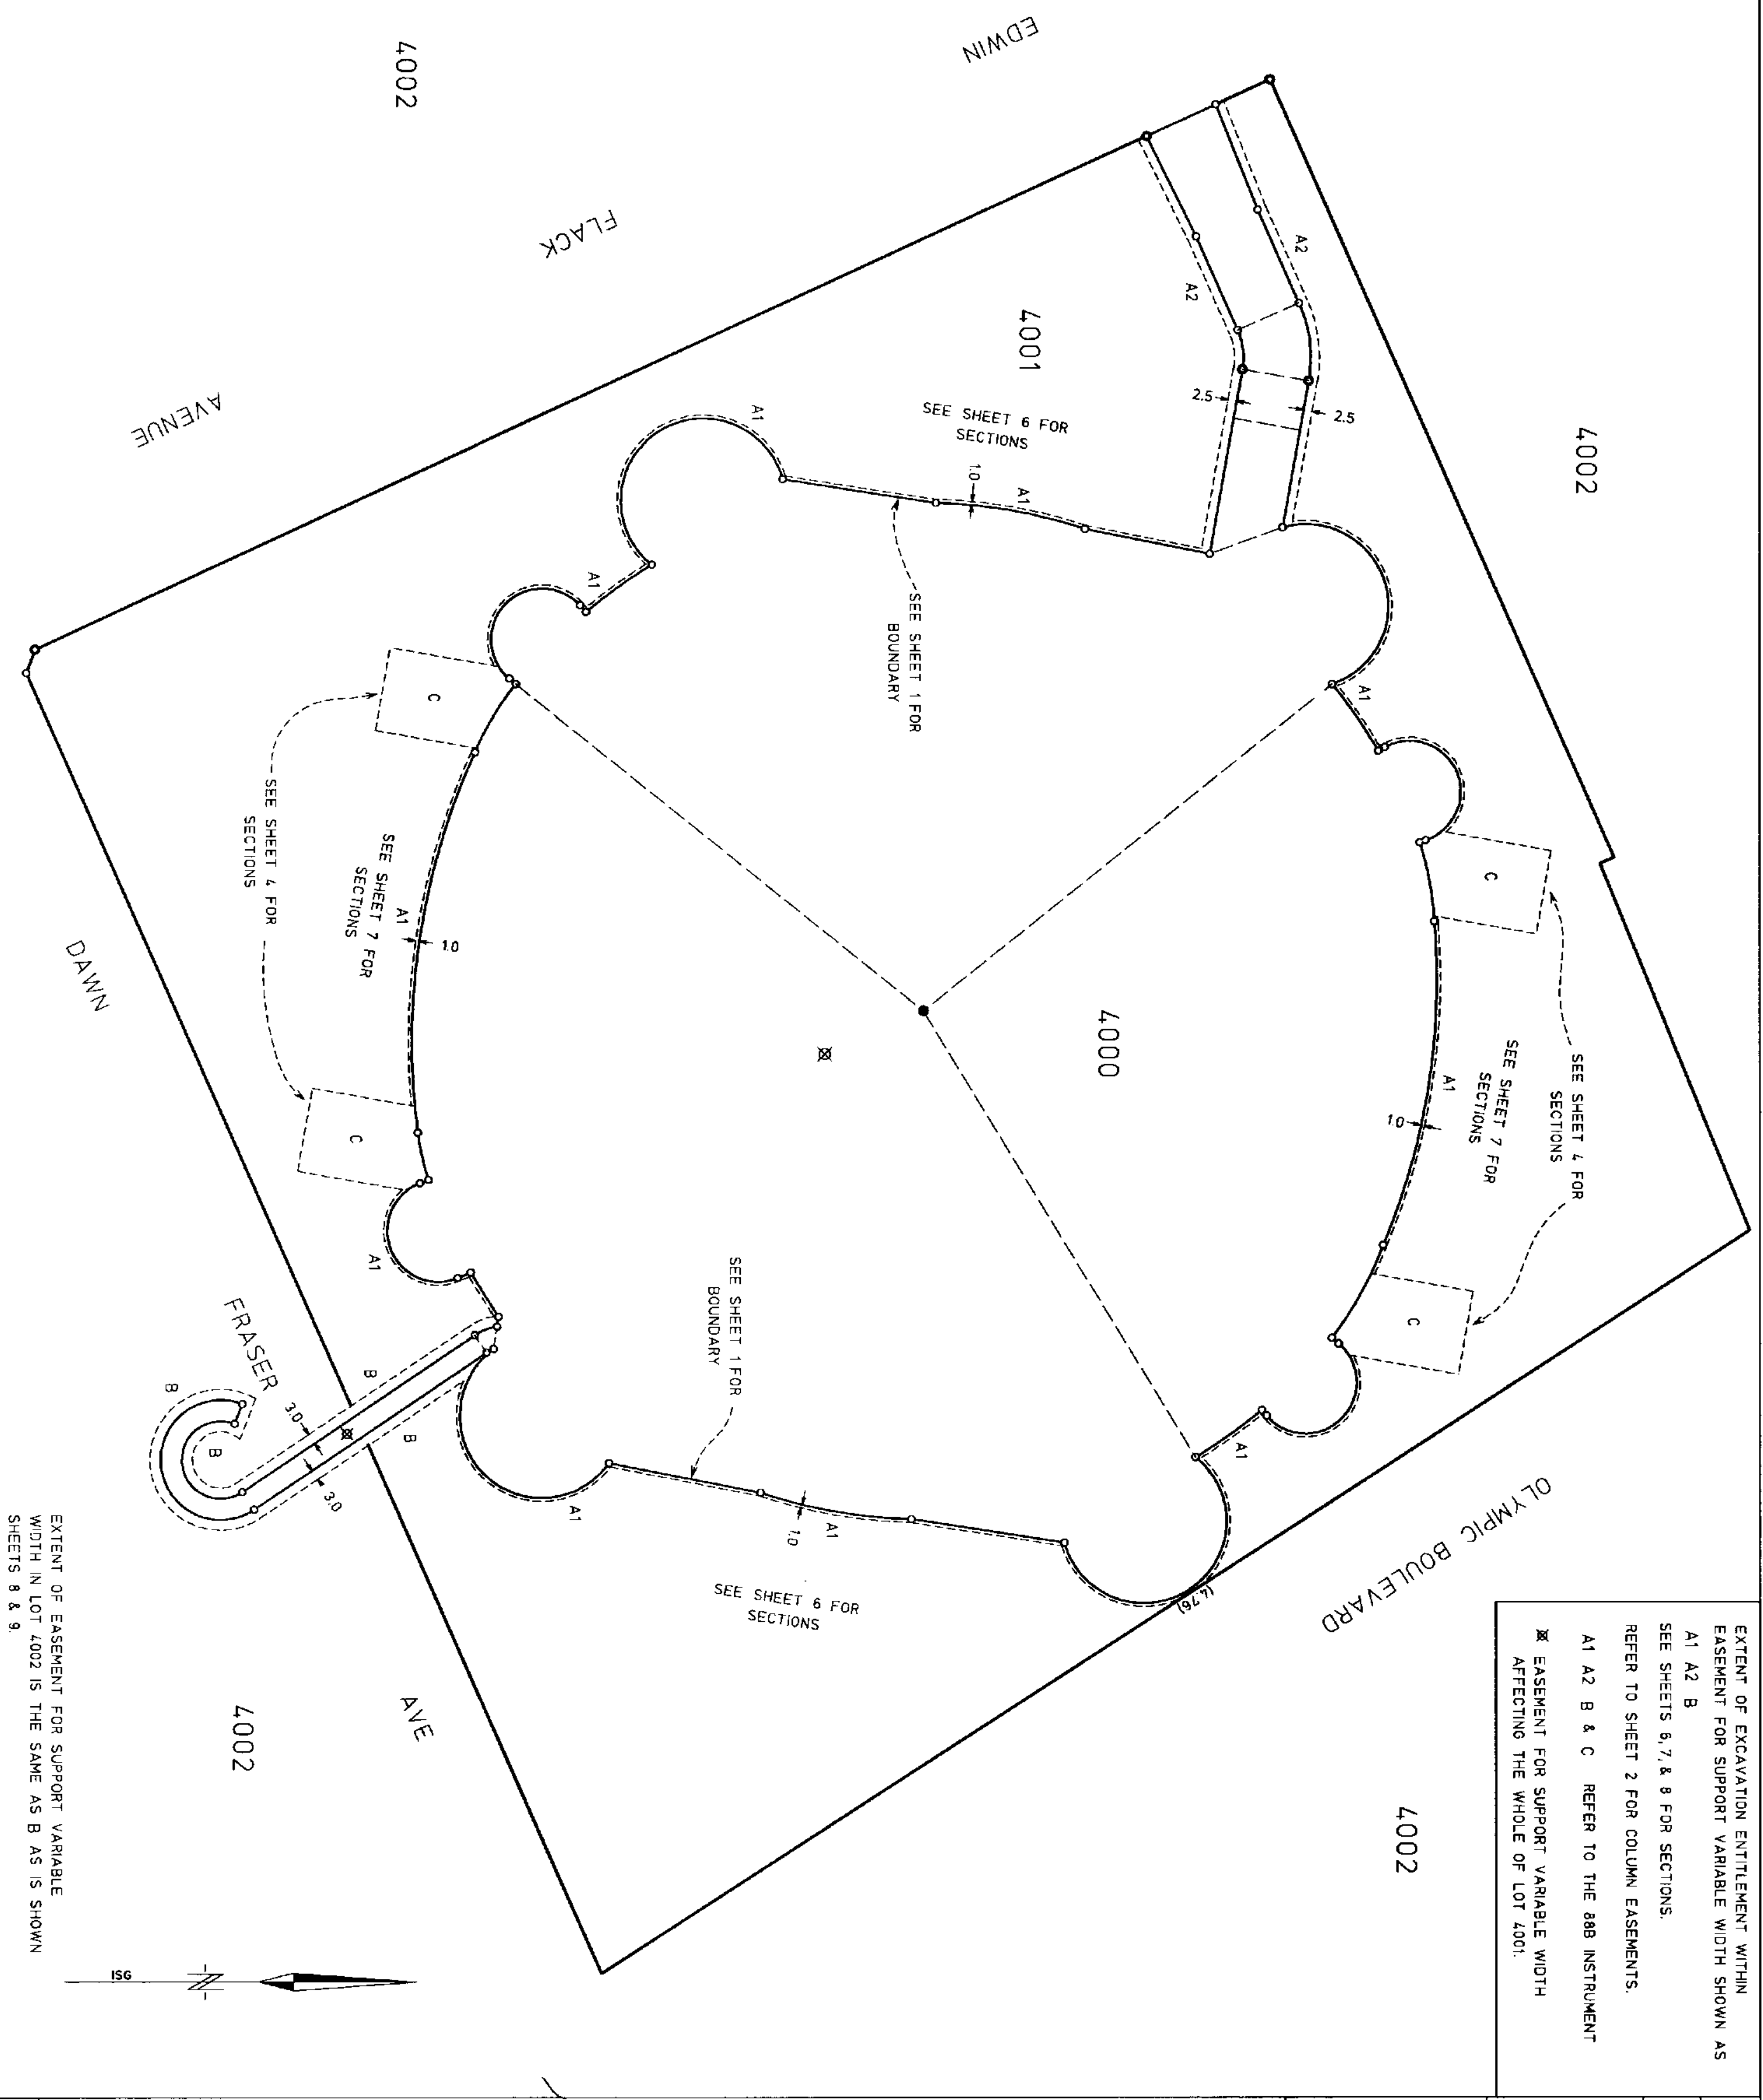 EXTENT OF EXCAVATION ENTITLEMENT WITHIN
EASEMENT FOR SUPPORT VARIABLE WIDTH SHOWN AS
A1 A2 B
SEE SHEETS 6,7,& 8 FOR SECTIONS.
REFER TO SHEET 2 FOR COLUMN EASEMENTS.
A1 A2 B & C REFER TO THE 88B INSTRUMENT
EASEMENT FOR SUPPORT VARIABLE WIDTH
AFFECTING THE WHOLE OF LOT 4001.
4002
4002
OLYMPIC BOULEVARD
(4.76)
SEE SHEET 4 FOR
SECTIONS
SEE SHEET 7 FOR
SECTIONS
C
C
A1
1.0
A1
A1
A2
A2
2.5
2.5
EDWIN
FLACK
AVENUE
4002
4001
4000
SEE SHEET 6 FOR
SECTIONS
1.0
A1
A1
A1
SEE SHEET 1 FOR
BOUNDARY
SEE SHEET 1 FOR
BOUNDARY
1.0
A1
A1
SEE SHEET 6 FOR
SECTIONS
C
C
SEE SHEET 7 FOR
SECTIONS
A1
1.0
SEE SHEET 4 FOR
SECTIONS
A1
B
B
B
B
3.0
3.0
DAWN
FRASER
AVE
4002
EXTENT OF EASEMENT FOR SUPPORT VARIABLE
WIDTH IN LOT 4002 IS THE SAME AS B AS IS SHOWN
SHEETS 8 & 9.
ISG
N